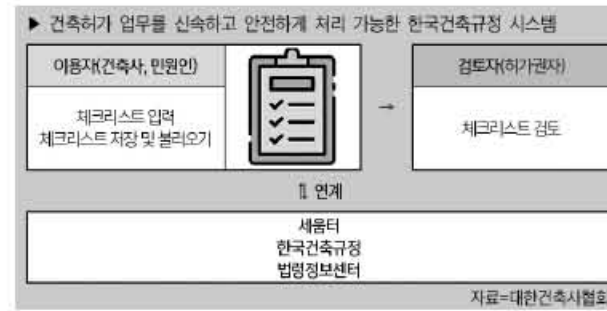 ▶ 건축허가 업무를 신속하고 안전하게 처리 가능한 한국건축규정 시스템
이용자(건축사, 민원인)
체크리스트 입력
체크리스트 저장 및 불러오기
→
검토자(허가권자)
체크리스트 검토
⇅ 연계
세움터
한국건축규정
법령정보센터
자료=대한건축사협회